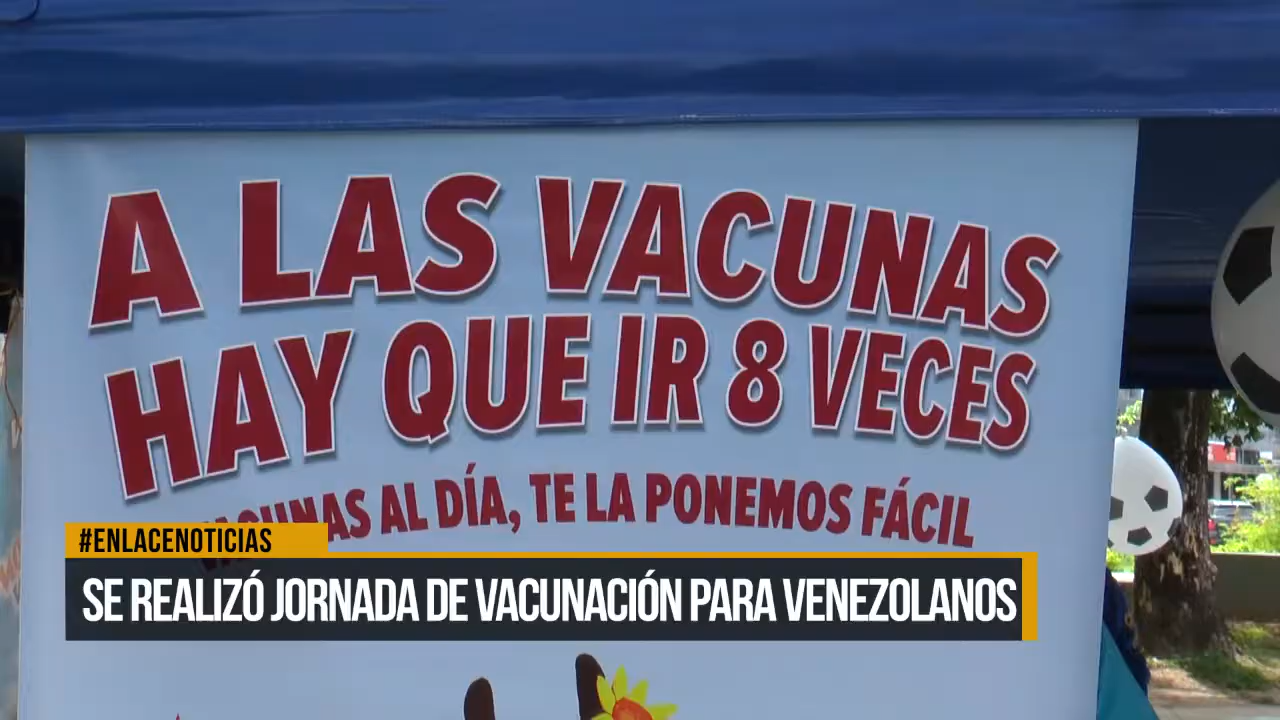 A LAS VACUNAS
HAY QUE IR 8 VECES
VACUNAS AL DÍA, TE LA PONEMOS FÁCIL
#ENLACENOTICIAS
SE REALIZÓ JORNADA DE VACUNACIÓN PARA VENEZOLANOS